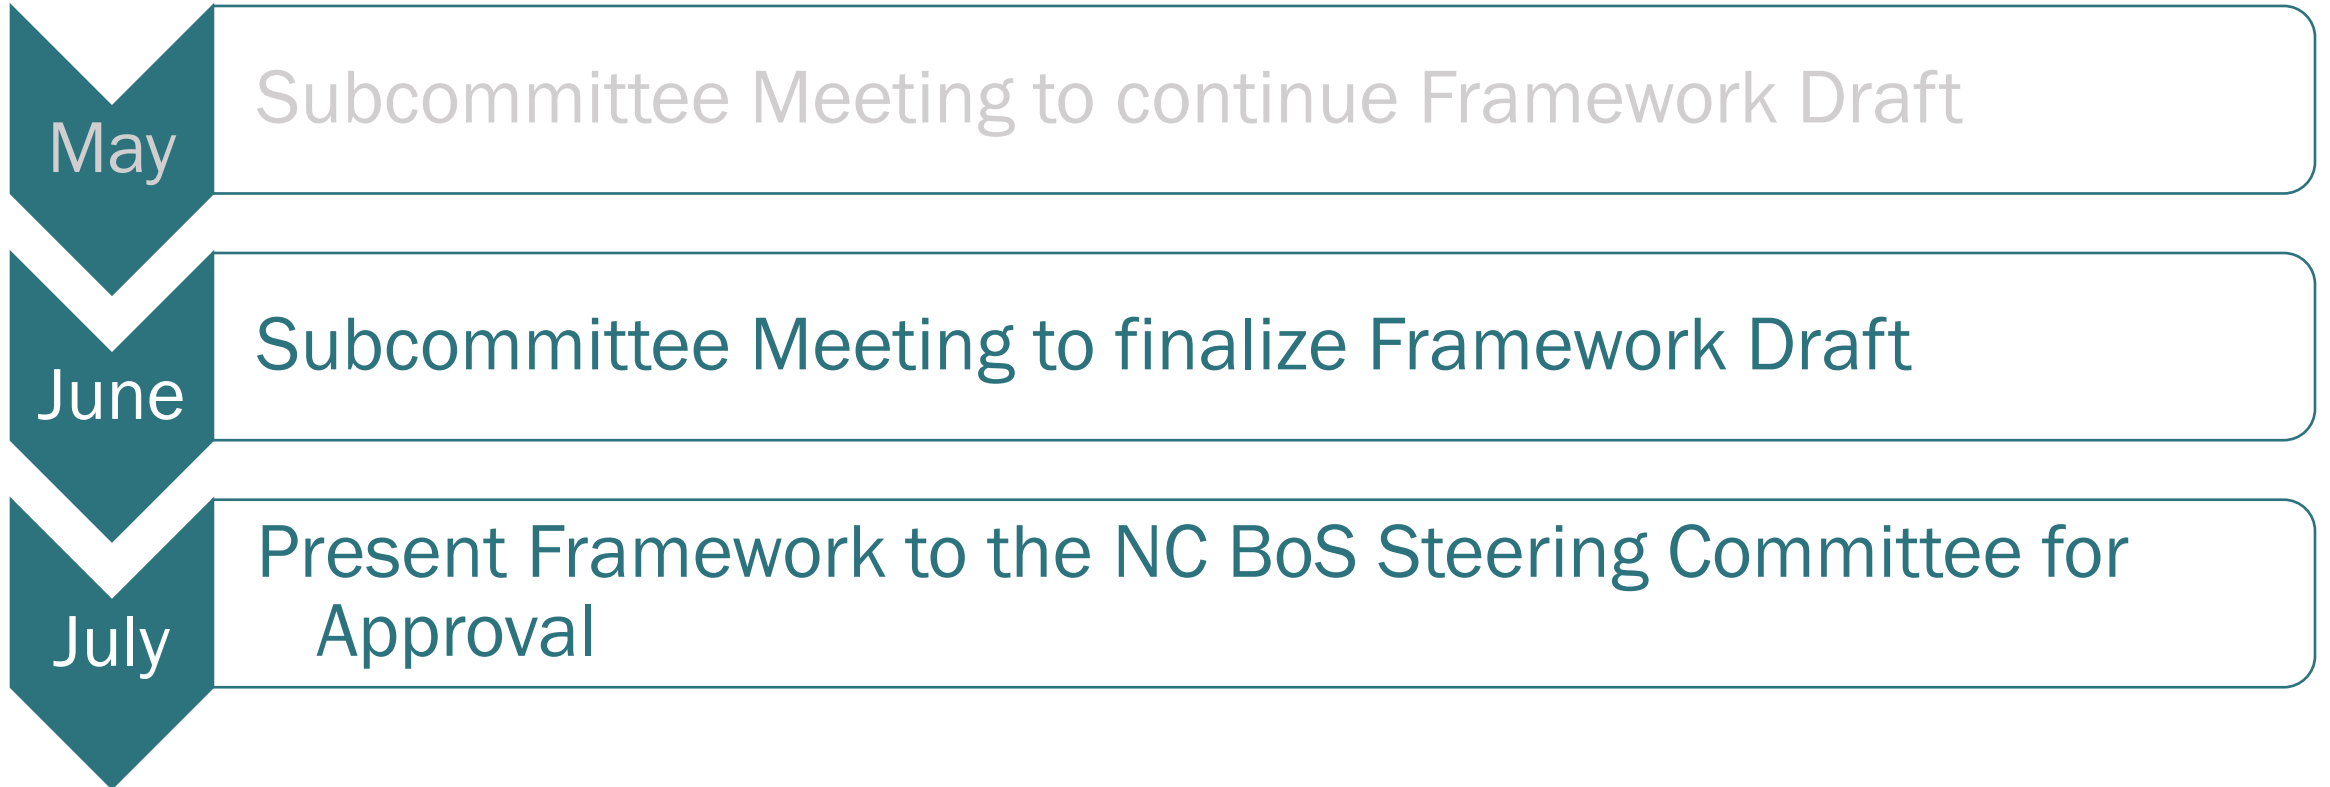 May
Subcommittee Meeting to continue Framework Draft
June
Subcommittee Meeting to finalize Framework Draft
July
Present Framework to the NC BoS Steering Committee for
Approval